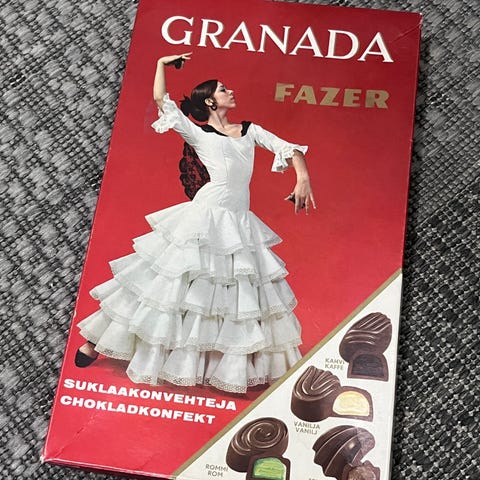 GRANADA
FAZER
SUKLAAKONVEHTEJA
CHOKLADKONFEKT
KAHVI
KAFFE
VANILJA
VANILJ
ROMMI
ROM